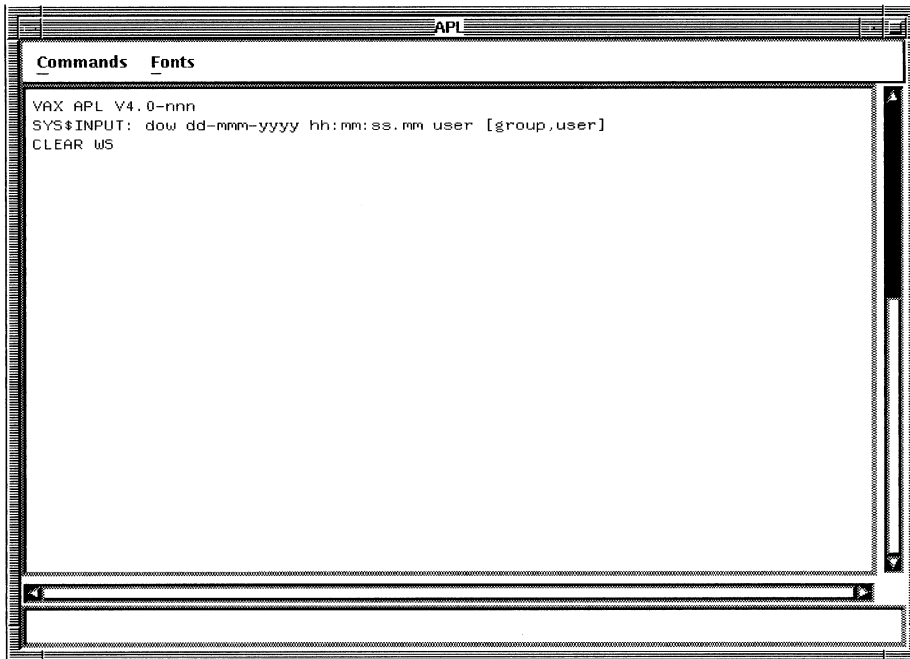 APL
Commands Fonts
VAX APL V4.0-nnn
SYS$INPUT: dow dd-mmm-yyyy hh:mm:ss.mm user [group,user]
CLEAR WS